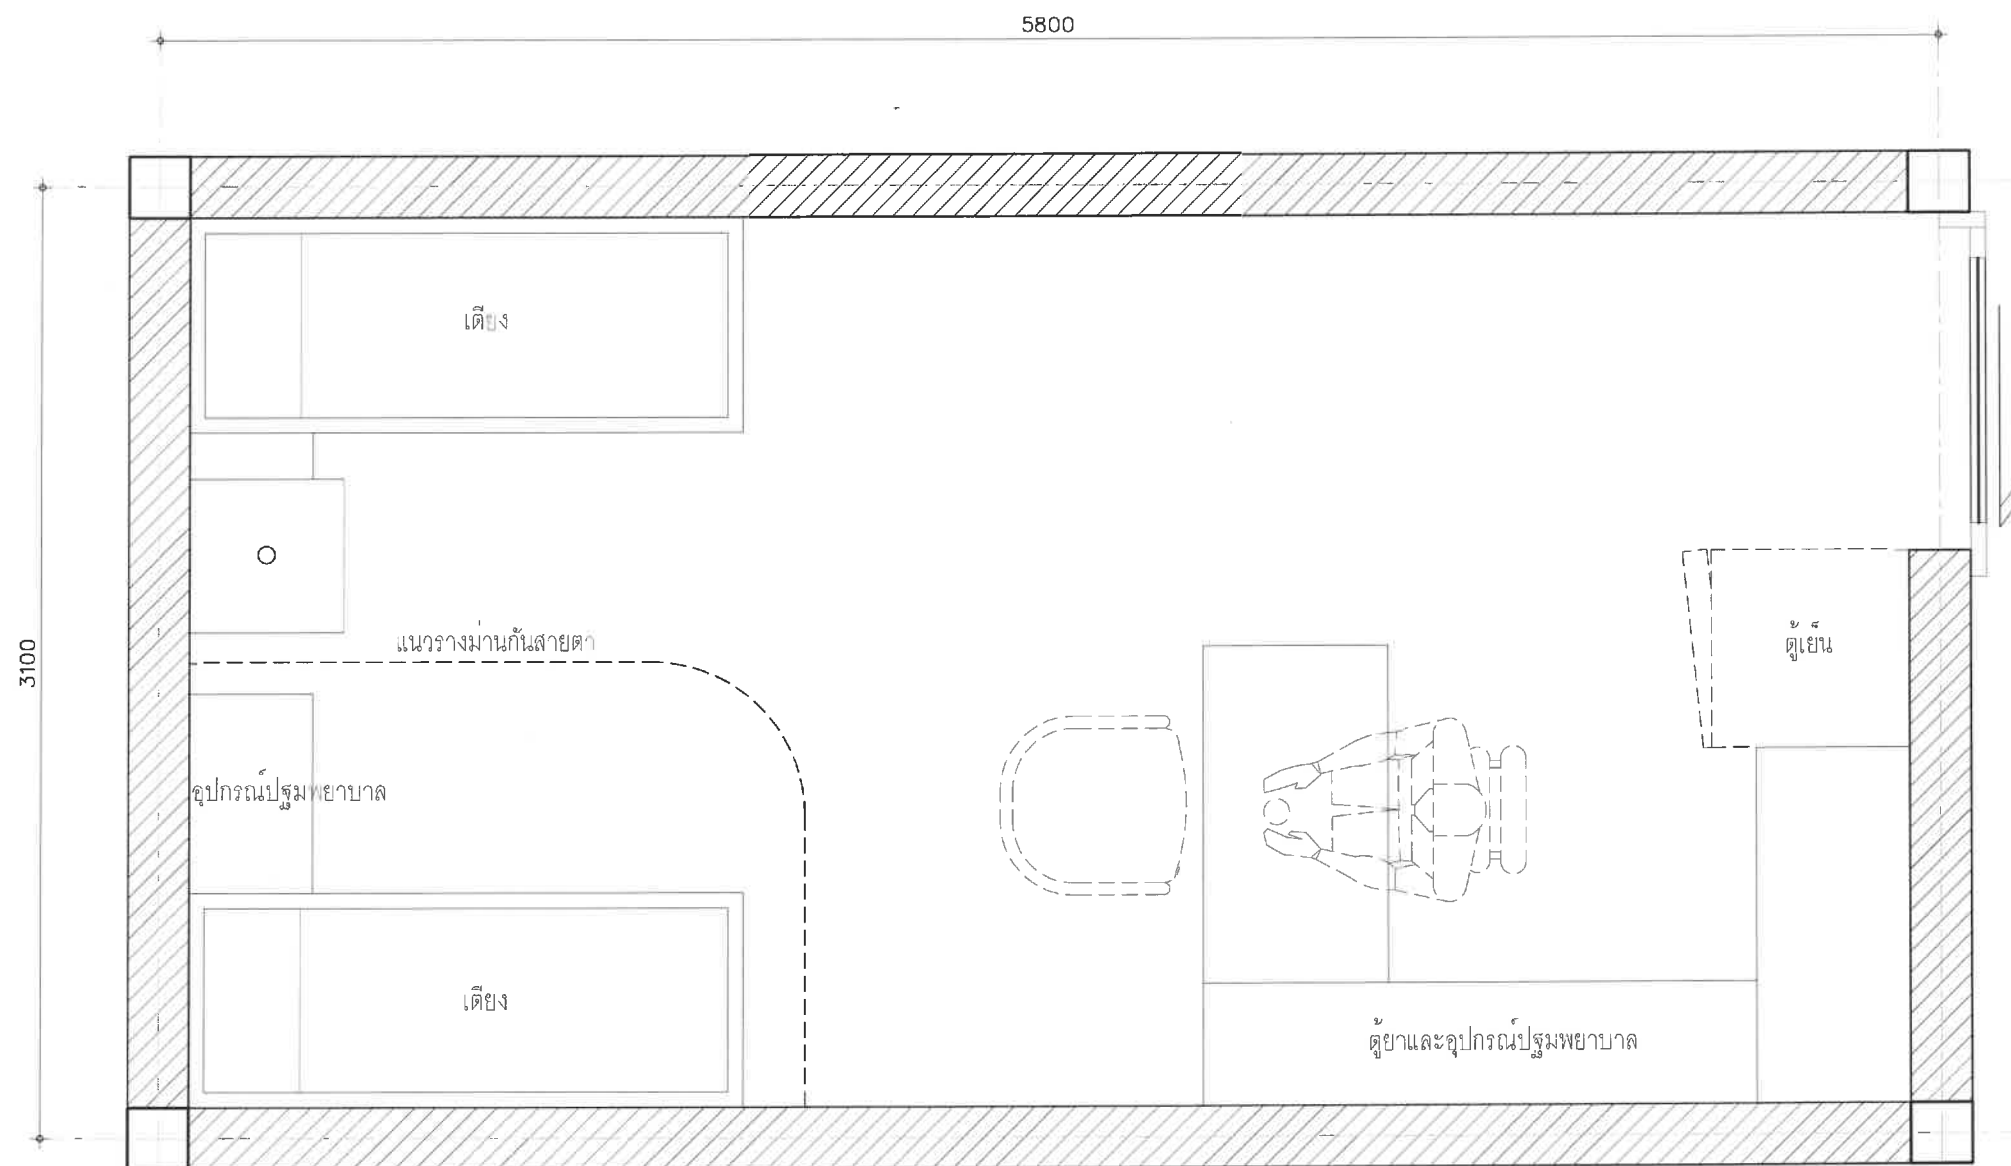 5800
เตียง
แนวรางม่านกันสายตา
ตู้เย็น
3100
อุปกรณ์ปฐมพยาบาล
เตียง
ตู้ยาและอุปกรณ์ปฐมพยาบาล